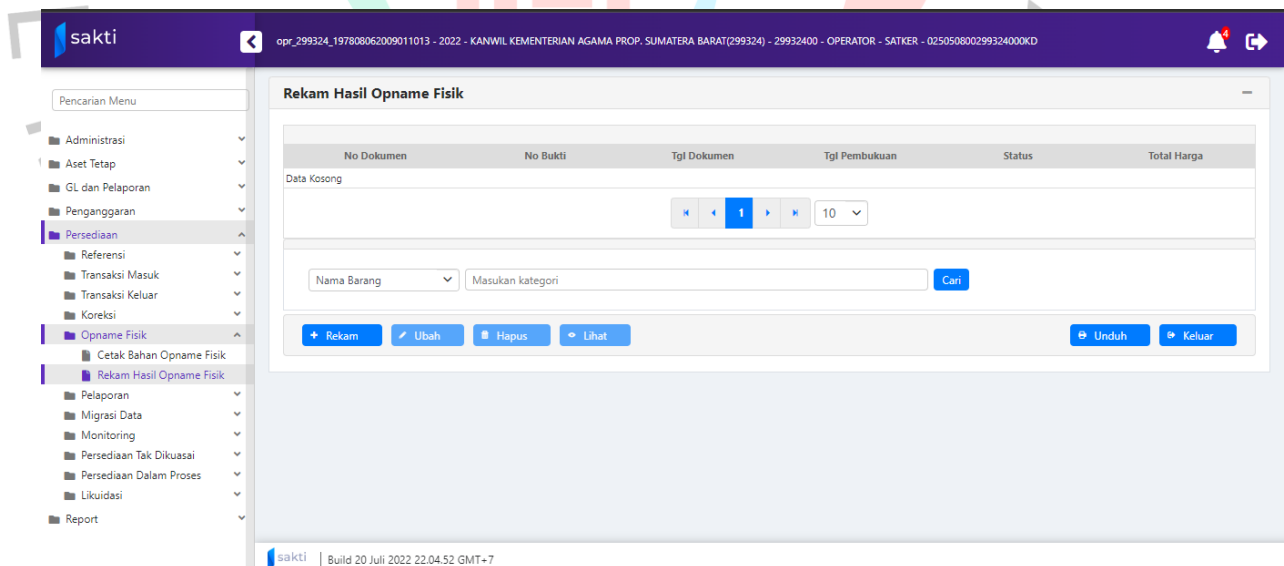 sakti
opr_299324_197808062009011013 - 2022 - KANWIL KEMENTERIAN AGAMA PROP. SUMATERA BARAT(299324) - 29932400 - OPERATOR - SATKER - 025050800299324000KD
4
Pencarian Menu
Administrasi
Aset Tetap
GL dan Pelaporan
Penganggaran
Persediaan
Referensi
Transaksi Masuk
Transaksi Keluar
Koreksi
Opname Fisik
Cetak Bahan Opname Fisik
Rekam Hasil Opname Fisik
Pelaporan
Migrasi Data
Monitoring
Persediaan Tak Dikuasai
Persediaan Dalam Proses
Likuidasi
Report
Rekam Hasil Opname Fisik
No Dokumen No Bukti Tgl Dokumen Tgl Pembukuan Status Total Harga
Data Kosong
1 10
Nama Barang Masukan kategori Cari
+ Rekam Ubah Hapus Lihat Unduh Keluar
sakti | Build 20 Juli 2022 22.04.52 GMT+7